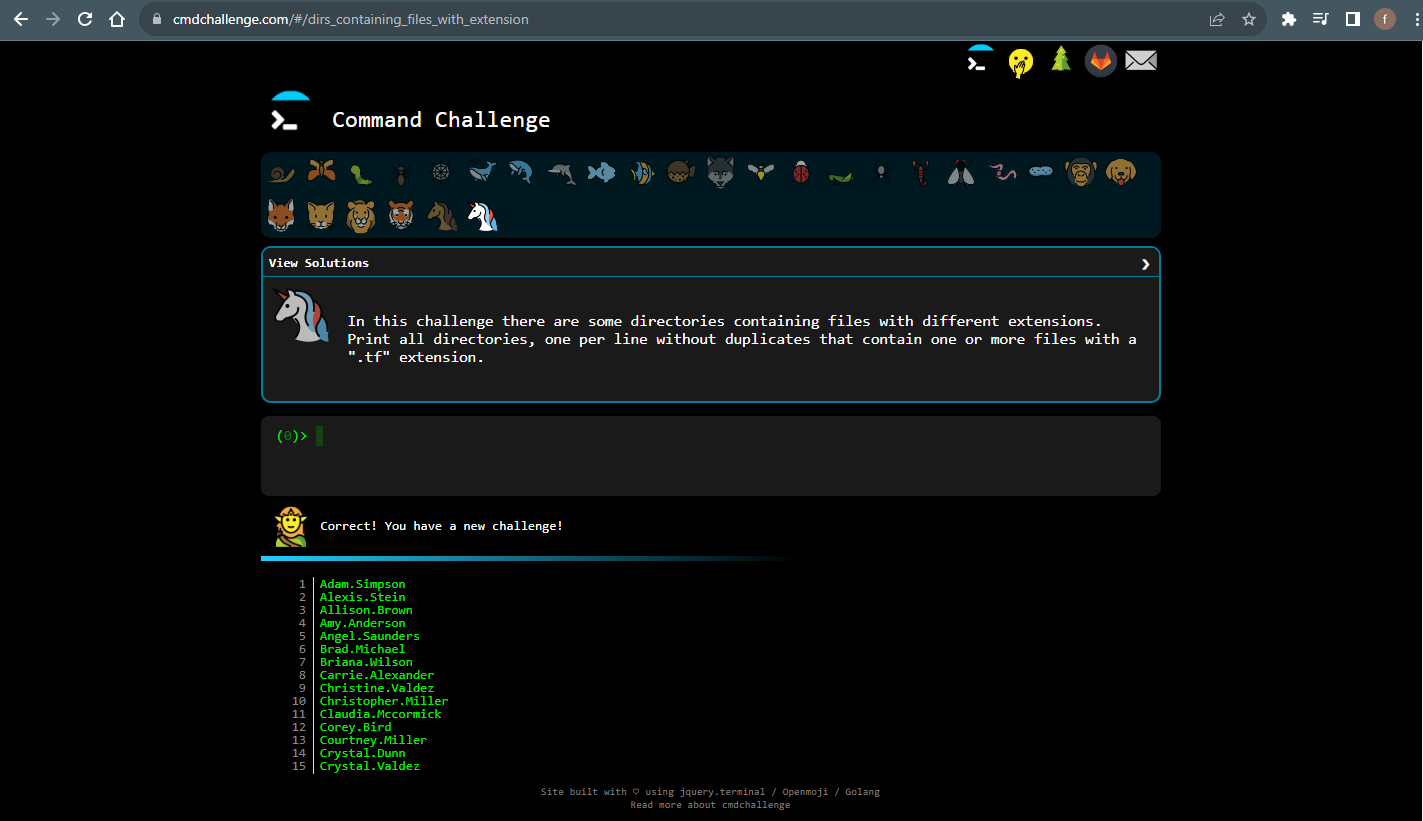 cmdchallenge.com/#/dirs_containing_files_with_extension
f
Command Challenge
View Solutions
In this challenge there are some directories containing files with different extensions.
Print all directories, one per line without duplicates that contain one or more files with a
".tf" extension.
(0)>
Correct! You have a new challenge!
1 Adam.Simpson
2 Alexis.Stein
3 Allison.Brown
4 Amy.Anderson
5 Angel.Saunders
6 Brad.Michael
7 Briana.Wilson
8 Carrie.Alexander
9 Christine.Valdez
10 Christopher.Miller
11 Claudia.Mccormick
12 Corey.Bird
13 Courtney.Miller
14 Crystal.Dunn
15 Crystal.Valdez
Site built with ♡ using jquery.terminal / Openmoji / Golang
Read more about cmdchallenge